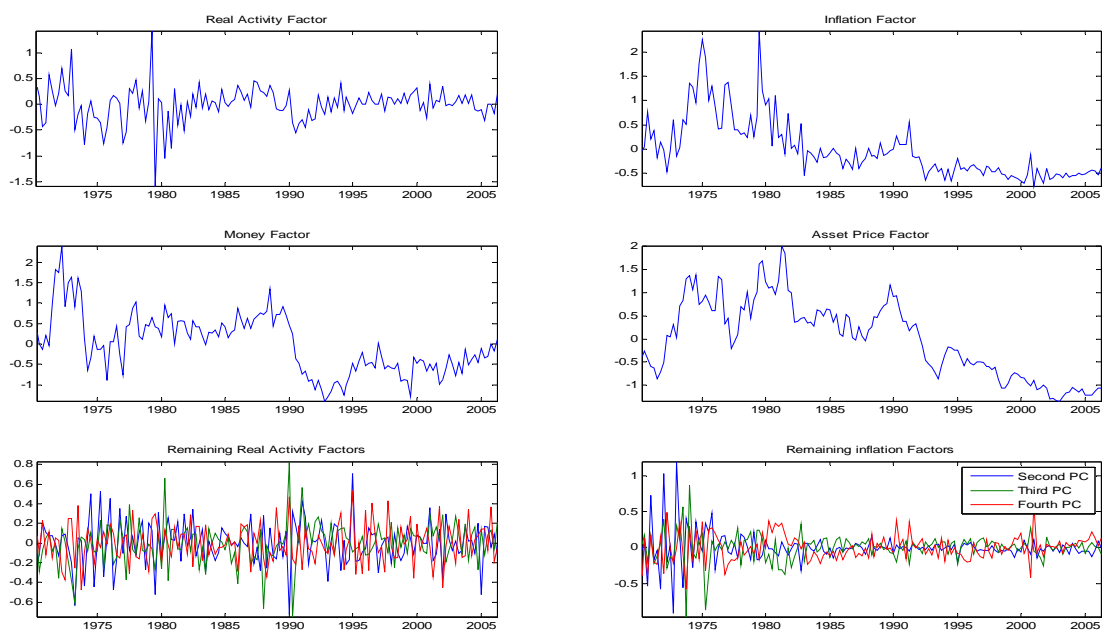 Real Activity Factor
1
0.5
0
-0.5
-1
-1.5
1975 1980 1985 1990 1995 2000 2005
Inflation Factor
2
1.5
1
0.5
0
-0.5
1975 1980 1985 1990 1995 2000 2005
Money Factor
2
1.5
1
0.5
0
-0.5
-1
1975 1980 1985 1990 1995 2000 2005
Asset Price Factor
2
1.5
1
0.5
0
-0.5
-1
1975 1980 1985 1990 1995 2000 2005
Remaining Real Activity Factors
0.8
0.6
0.4
0.2
0
-0.2
-0.4
-0.6
1975 1980 1985 1990 1995 2000 2005
Remaining inflation Factors
1
0.5
0
-0.5
Second PC
Third PC
Fourth PC
1975 1980 1985 1990 1995 2000 2005